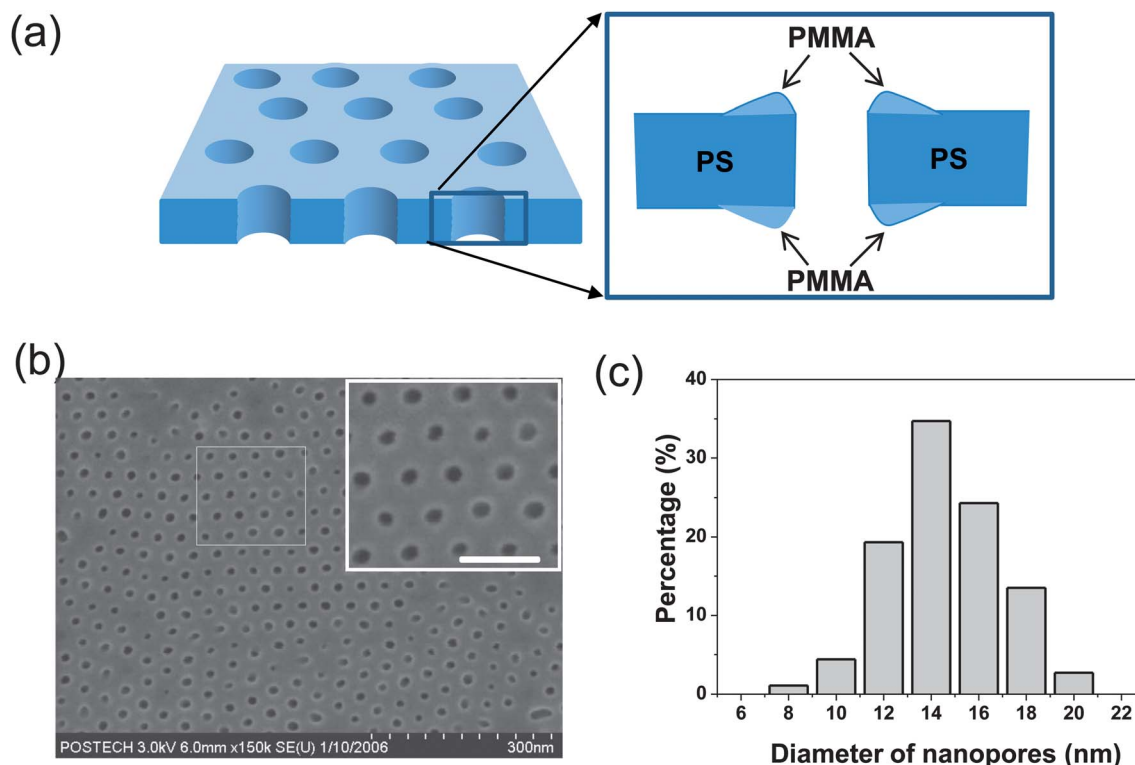 (a)
PMMA
PS
PS
PMMA
(b)
POSTECH 3.0kV 6.0mm x150k SE(U) 1/10/2006
300nm
(c)
Percentage (%)
40
30
20
10
0
6 8 10 12 14 16 18 20 22
Diameter of nanopores (nm)